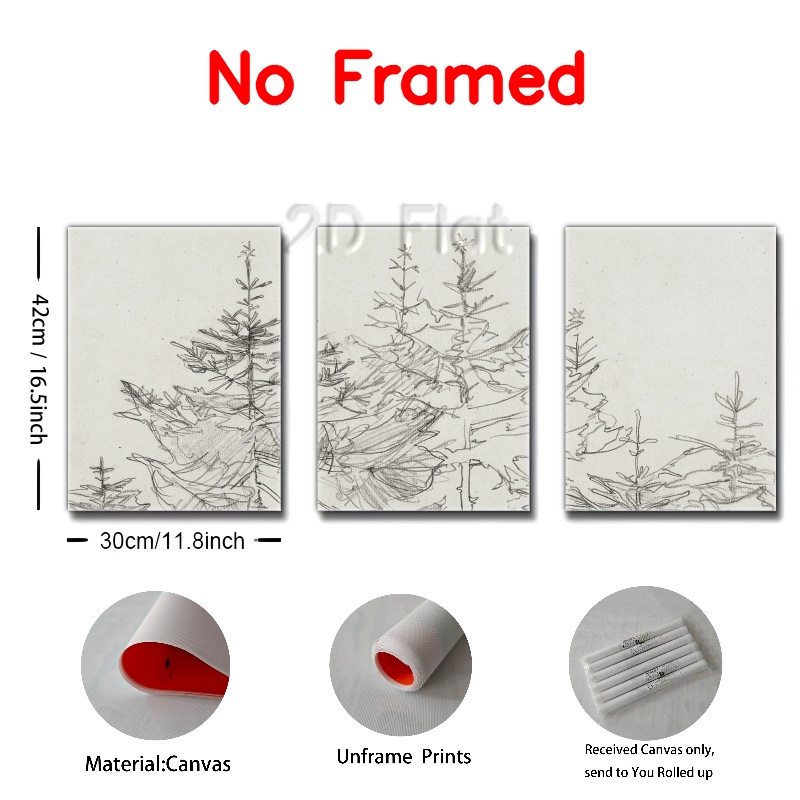 No Framed
2D Flat
42cm / 16.5inch
30cm/11.8inch
Material:Canvas
Unframe Prints
Received Canvas only,
send to You Rolled up